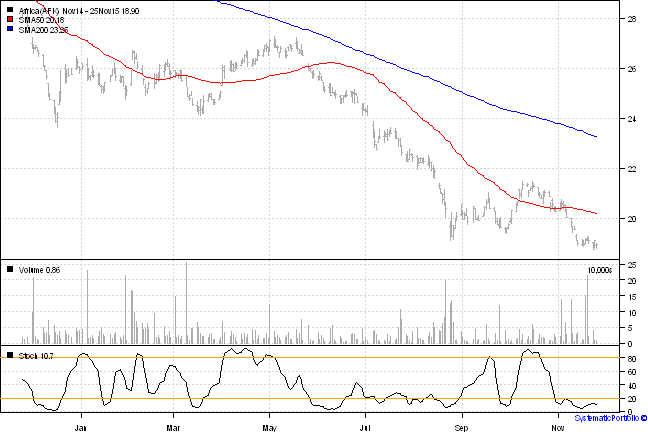 Africa(AFK) Nov14 - 25Nov15 18.90
SMA50 20.18
SMA200 23.25
28
26
24
22
20
Volume 0.86
10,000s
25
20
15
10
5
0
Stoch 10.7
80
60
40
20
0
Jan Mar May Jul Sep Nov
SystematicPortfolio ©